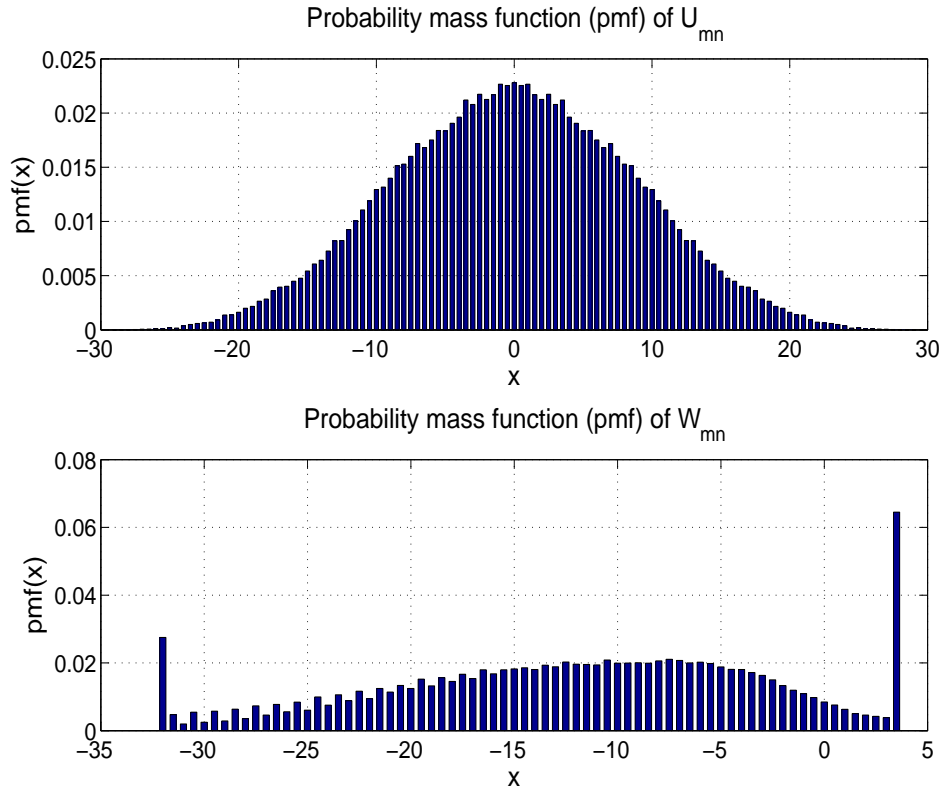 Probability mass function (pmf) of U_mn
0.025
0.02
0.015
0.01
0.005
0
pmf(x)
−30 −20 −10 0 10 20 30
x
Probability mass function (pmf) of W_mn
0.08
0.06
0.04
0.02
0
pmf(x)
−35 −30 −25 −20 −15 −10 −5 0 5
x